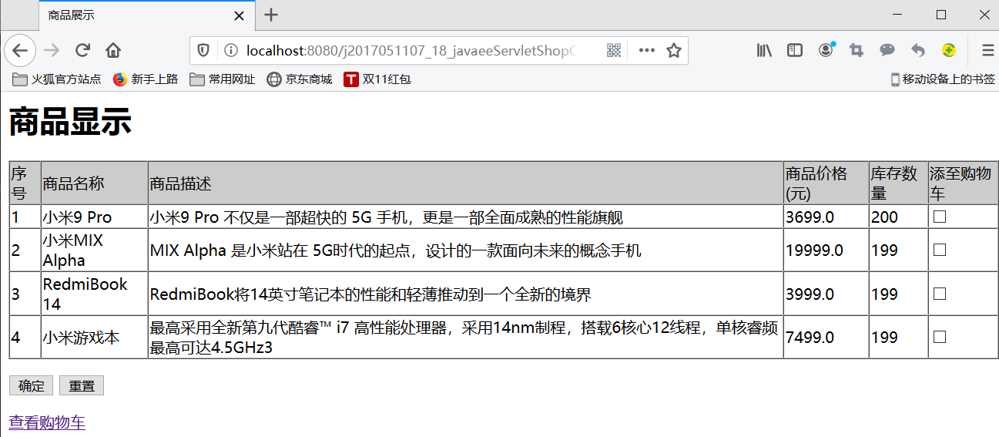 商品展示
localhost:8080/j2017051107_18_javaeeServletShopC
火狐官方站点 新手上路 常用网址 京东商城 T 双11红包 移动设备上的书签
商品显示
序号 商品名称 商品描述 商品价格(元) 库存数量 添至购物车
1 小米9 Pro 小米9 Pro 不仅是一部超快的 5G 手机，更是一部全面成熟的性能旗舰 3699.0 200
2 小米MIX Alpha MIX Alpha 是小米站在 5G时代的起点，设计的一款面向未来的概念手机 19999.0 199
3 RedmiBook 14 RedmiBook将14英寸笔记本的性能和轻薄推动到一个全新的境界 3999.0 199
4 小米游戏本 最高采用全新第九代酷睿™ i7 高性能处理器，采用14nm制程，搭载6核心12线程，单核睿频最高可达4.5GHz3 7499.0 199
确定 重置
查看购物车